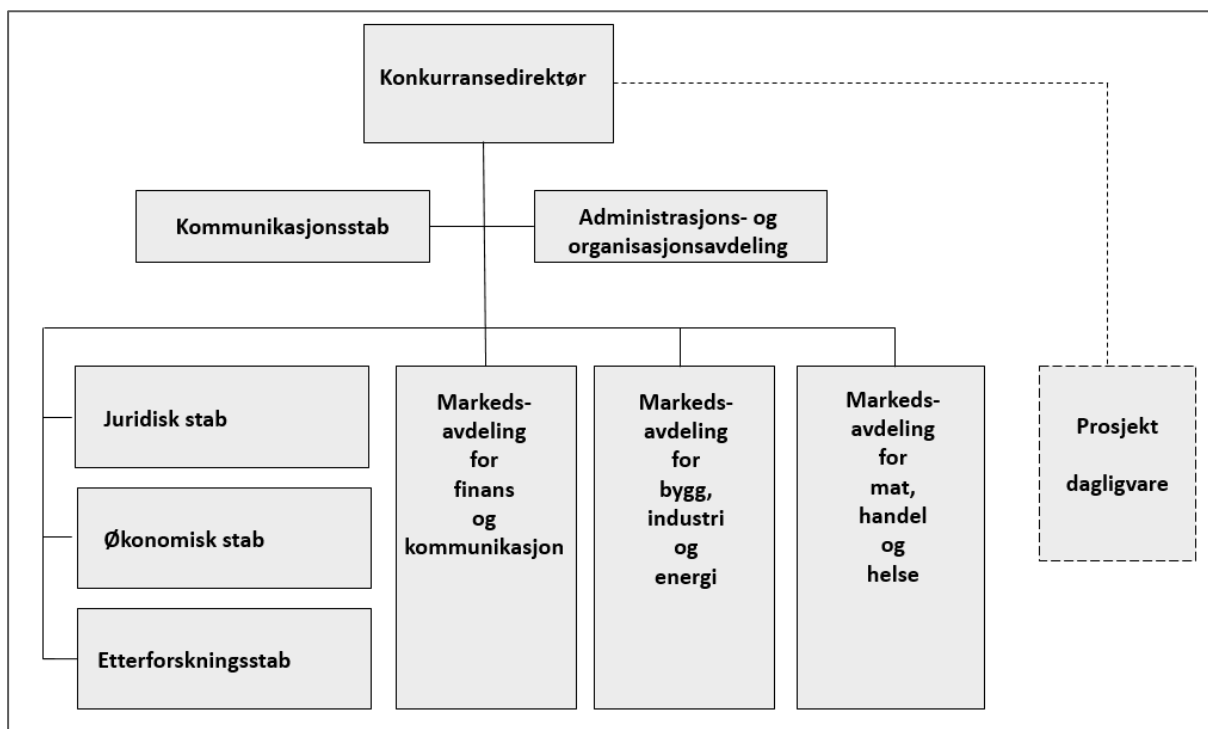 Konkurransedirektør
Kommunikasjonsstab
Administrasjons- og
organisasjonsavdeling
Juridisk stab
Økonomisk stab
Etterforskningsstab
Markeds-
avdeling
for
finans
og
kommunikasjon
Markeds-
avdeling
for
bygg,
industri
og
energi
Markeds-
avdeling
for
mat,
handel
og
helse
Prosjekt
dagligvare